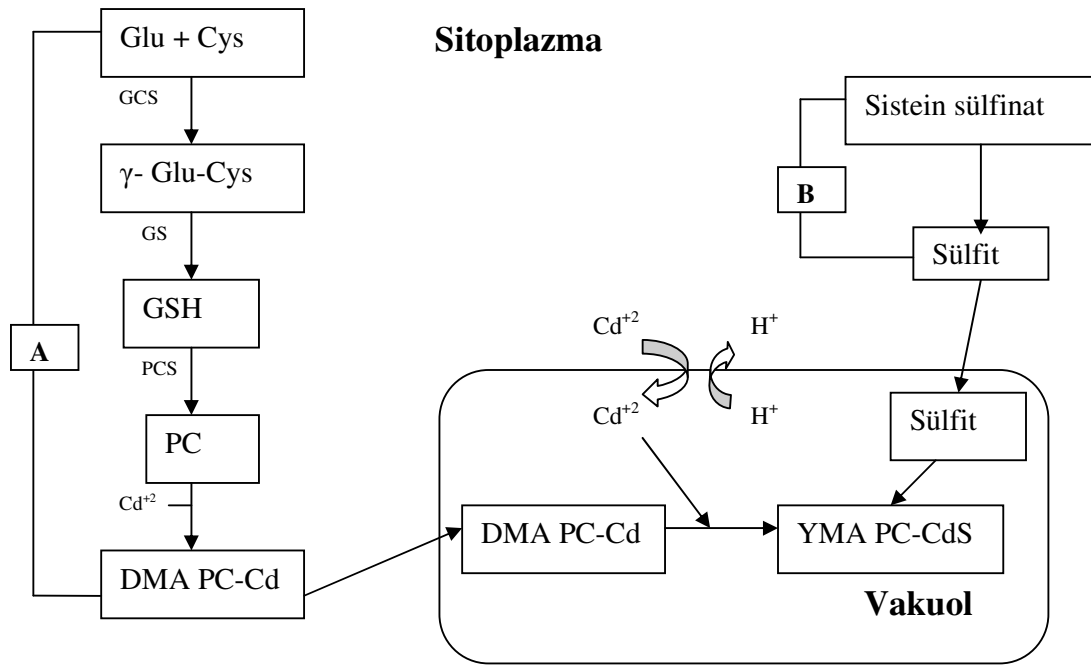 Glu + Cys
GCS
γ- Glu-Cys
GS
GSH
PCS
PC
Cd⁺²
DMA PC-Cd
A
Sitoplazma
Sistein sülfinat
B
Sülfit
Cd⁺²
H⁺
Cd⁺²
H⁺
Sülfit
DMA PC-Cd
YMA PC-CdS
Vakuol